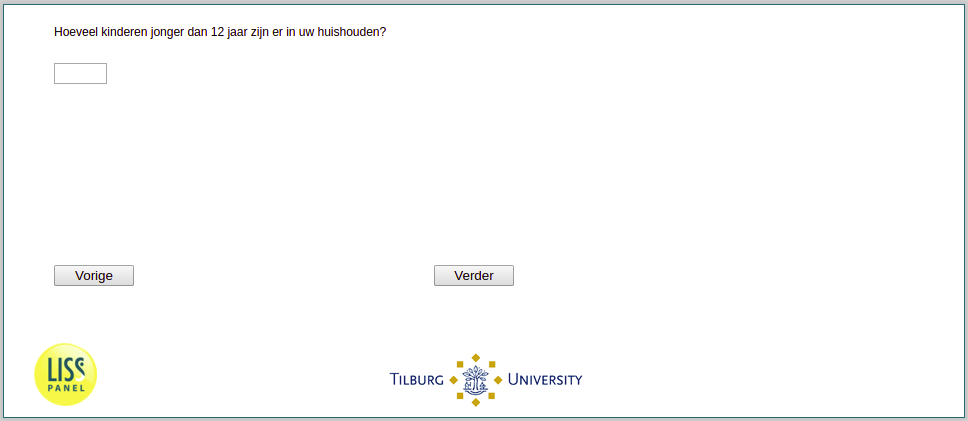 Hoeveel kinderen jonger dan 12 jaar zijn er in uw huishouden?
Vorige
Verder
LISS
PANEL
TILBURG UNIVERSITY